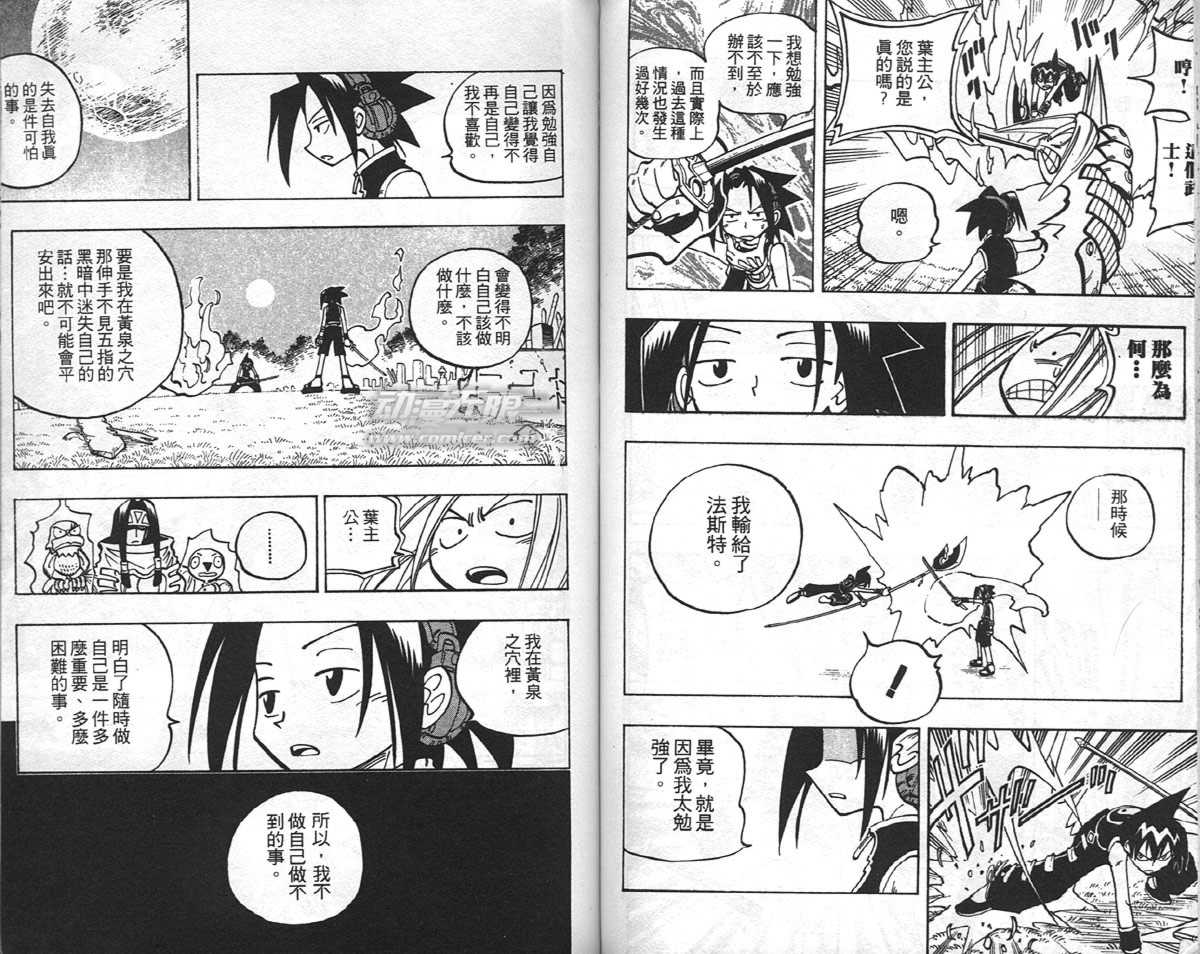 哼！
士！
葉主公，
您說的是
真的嗎？
嗯。
我想勉強
一下，應
該不至於
辦不到，
而且實際上
，過去這種
情況也發生
過好幾次。
那麼為
何…
那時候
——
我輸給了
法斯特。
！
畢竟，就是
因為我太勉
強了。
因為勉強自
己讓我覺得
自己變得不
再是自己，
我不喜歡。
失去自我真
的是件可怕
的事。
會變得不明
白自己該做
什麼，不該
做什麼。
要是我在黃泉之穴
那伸手不見五指的
黑暗中迷失自己的
話…就不可能會平
安出來吧。
动漫无限
www.comicer.com
葉主
公…
………
我在黃泉
之穴裡，
明白了隨時做
自己是一件多
麼重要、多麼
困難的事。
所以，我不
做自己做不
到的事。